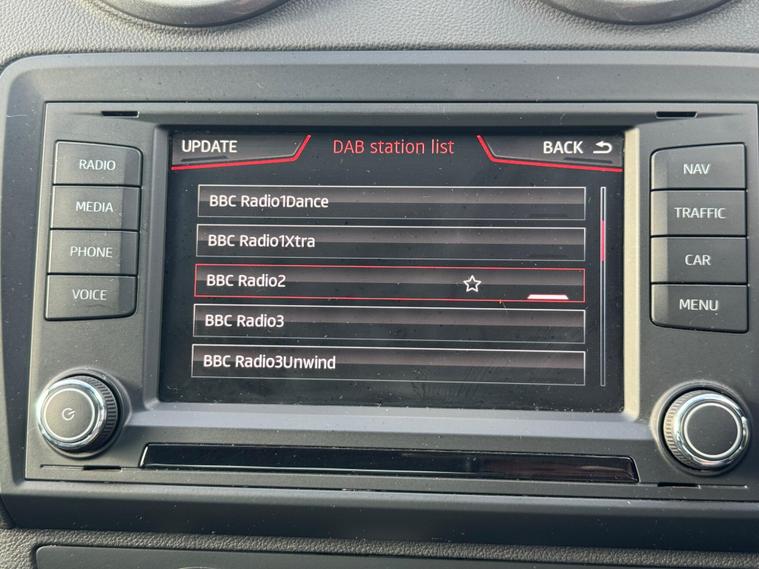 UPDATE DAB station list BACK
RADIO
MEDIA
PHONE
VOICE
BBC Radio1Dance
BBC Radio1Xtra
BBC Radio2
BBC Radio3
BBC Radio3Unwind
NAV
TRAFFIC
CAR
MENU